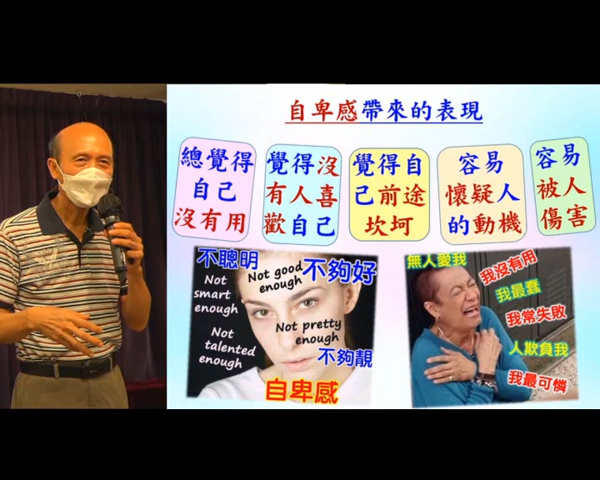 自卑感帶來的表現
總覺得
自己
沒有用
覺得沒
有人喜
歡自己
覺得自
己前途
坎坷
容易
懷疑人
的動機
容易
被人
傷害
不聰明
Not good
enough
不夠好
Not
smart
enough
Not pretty
enough
Not
talented
enough
不夠靚
自卑感
無人愛我
我沒有用
我最蠢
我常失敗
人欺負我
我最可憐